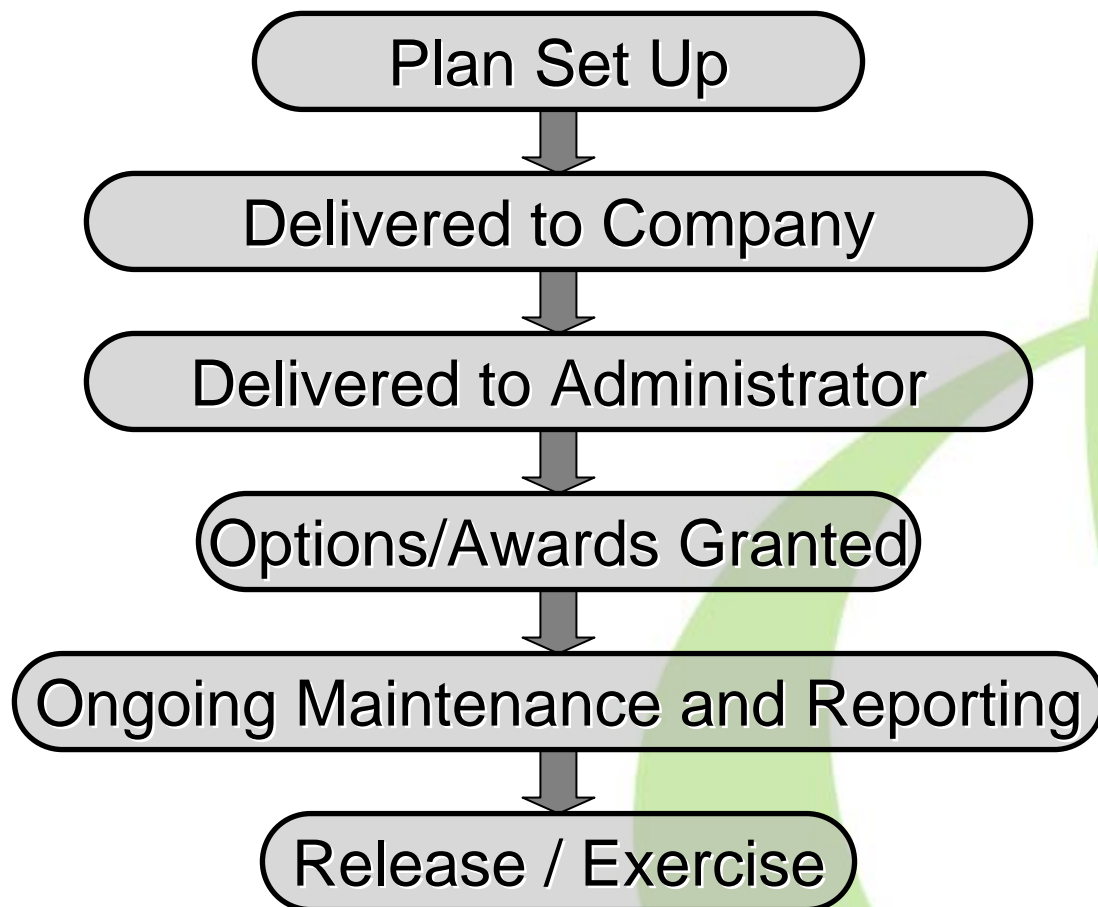 Plan Set Up
Delivered to Company
Delivered to Administrator
Options/Awards Granted
Ongoing Maintenance and Reporting
Release / Exercise